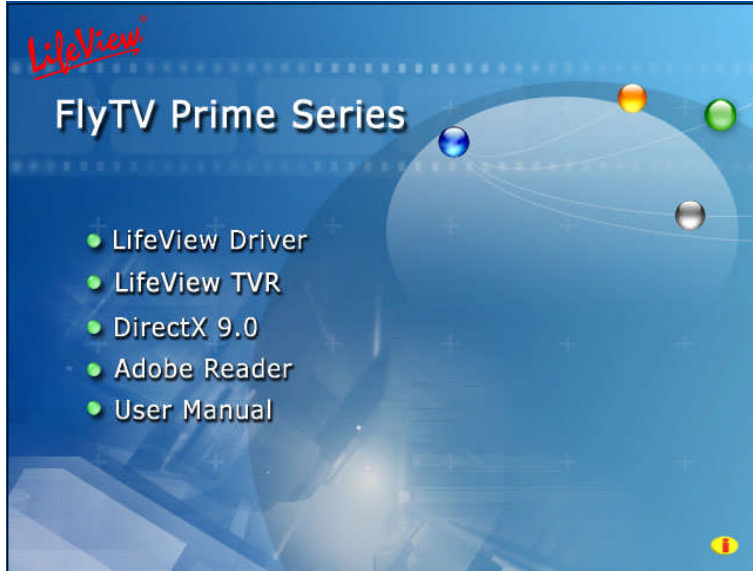 LifeView®
FlyTV Prime Series
LifeView Driver
LifeView TVR
DirectX 9.0
Adobe Reader
User Manual
i